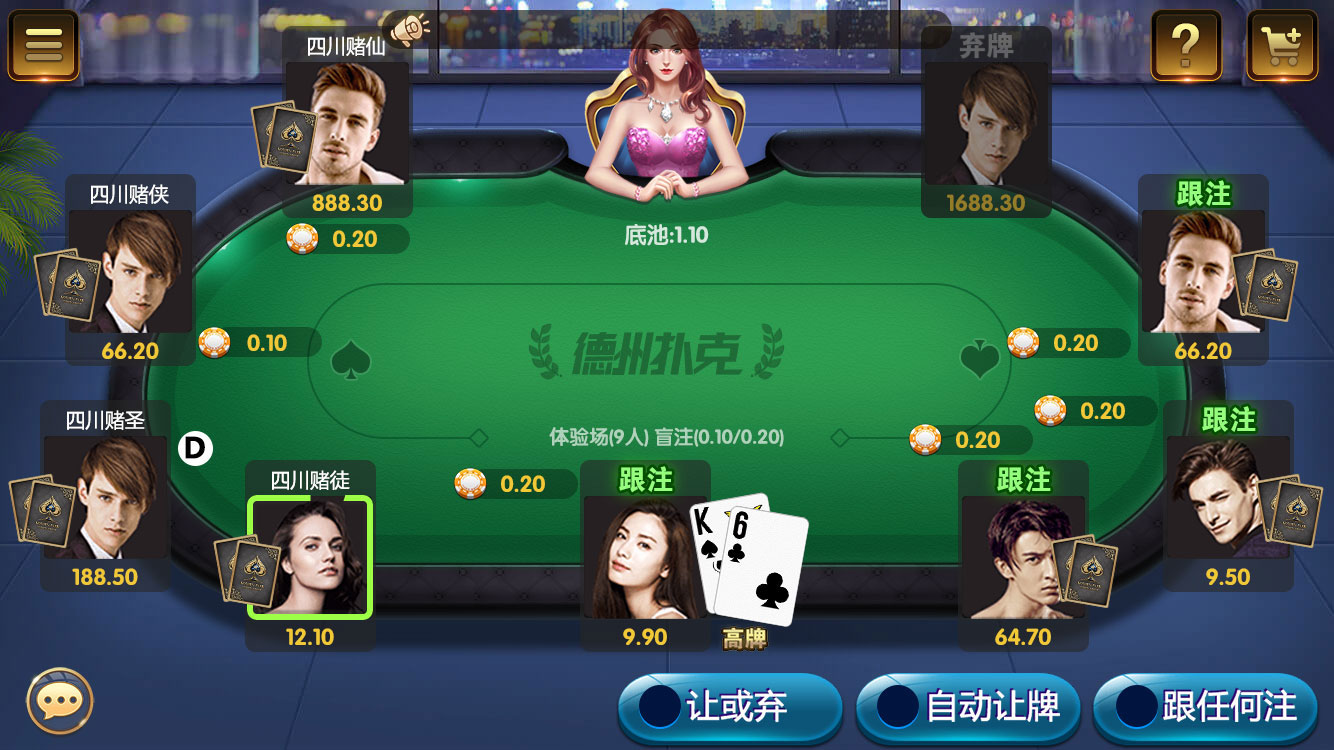 四川赌仙
弃牌
888.30
1688.30
四川赌侠
跟注
0.20
底池:1.10
66.20
0.10
0.20
66.20
德州扑克
四川赌圣
0.20
跟注
D
体验场(9人) 盲注(0.10/0.20)
0.20
四川赌徒
0.20
跟注
跟注
K
6
188.50
9.50
12.10
9.90
高牌
64.70
让或弃
自动让牌
跟任何注